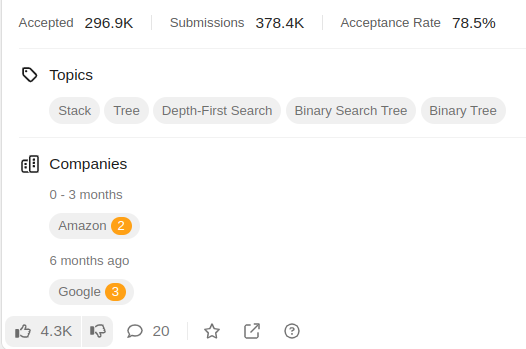 Accepted 296.9K Submissions 378.4K Acceptance Rate 78.5%
Topics
Stack Tree Depth-First Search Binary Search Tree Binary Tree
Companies
0 - 3 months
Amazon 2
6 months ago
Google 3
4.3K 20